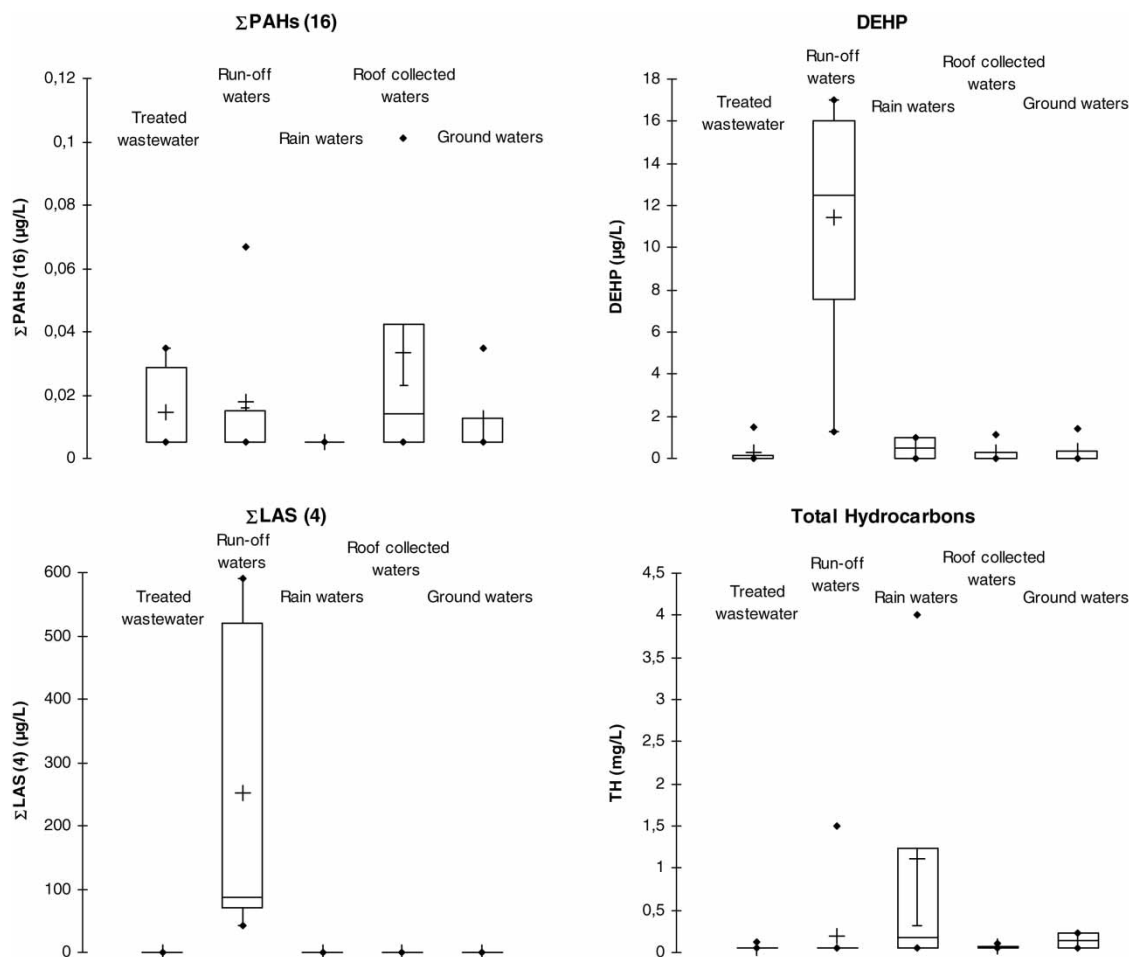 ΣPAHs (16)
ΣPAHs (16) (µg/L)
0,12
0,1
0,08
0,06
0,04
0,02
0
Treated
wastewater
Run-off
waters
Rain waters
Roof collected
waters
Ground waters
DEHP
DEHP (µg/L)
18
16
14
12
10
8
6
4
2
0
Treated
wastewater
Run-off
waters
Rain waters
Roof collected
waters
Ground waters
ΣLAS (4)
ΣLAS (4) (µg/L)
600
500
400
300
200
100
0
Treated
wastewater
Run-off
waters
Rain waters
Roof collected
waters
Ground waters
Total Hydrocarbons
TH (mg/L)
4,5
4
3,5
3
2,5
2
1,5
1
0,5
0
Treated
wastewater
Run-off
waters
Rain waters
Roof collected
waters
Ground waters